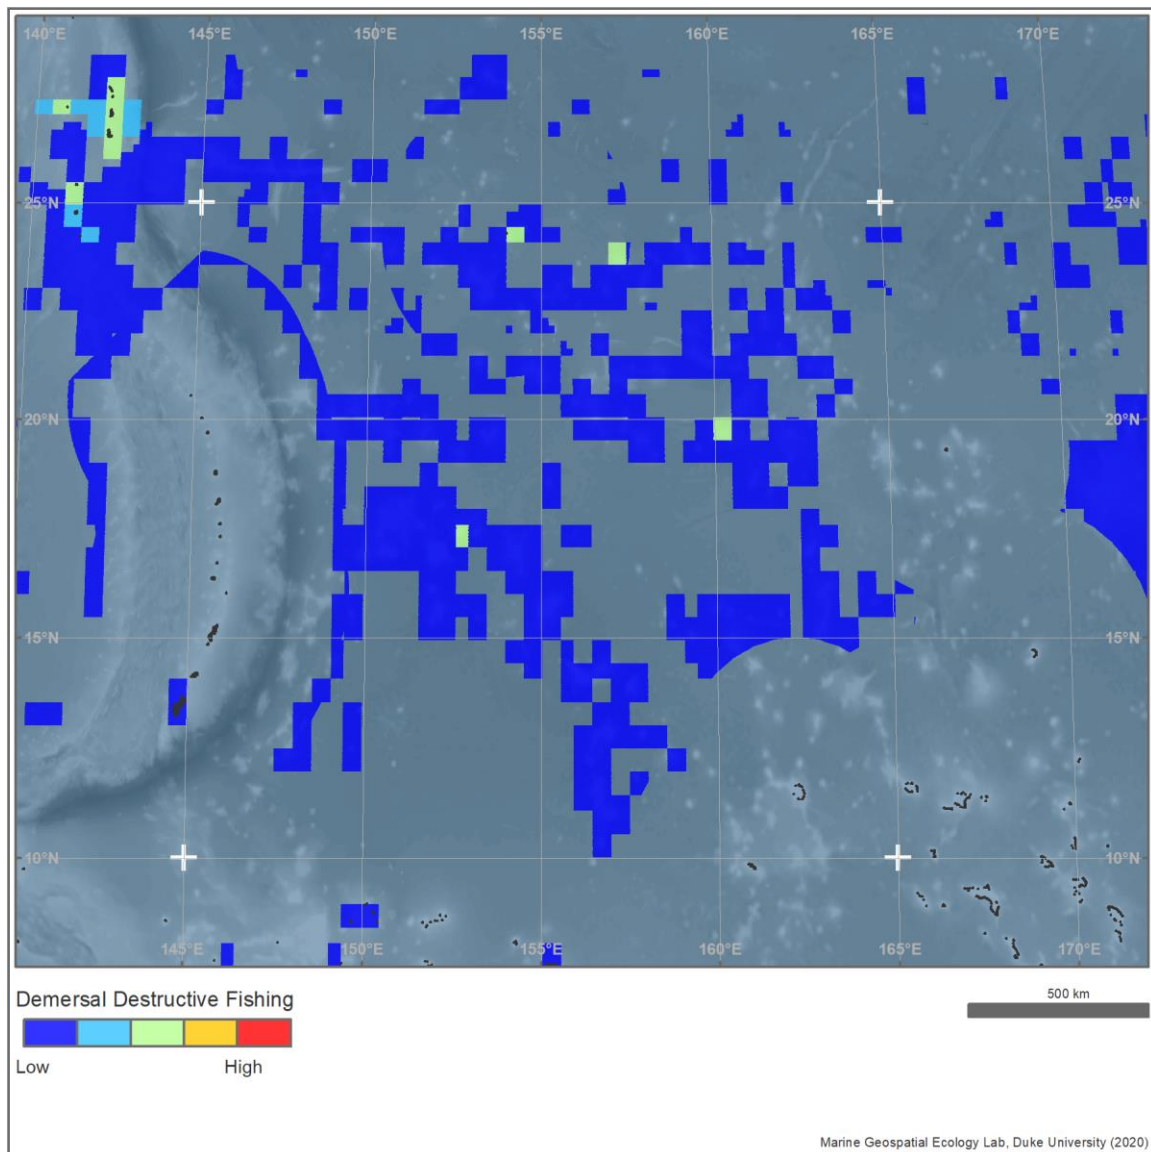 140°E 145°E 150°E 155°E 160°E 165°E 170°E
25°N 25°N
20°N 20°N
15°N 15°N
10°N 10°N
145°E 150°E 155°E 160°E 165°E 170°E
Demersal Destructive Fishing
500 km
Low High
Marine Geospatial Ecology Lab, Duke University (2020)